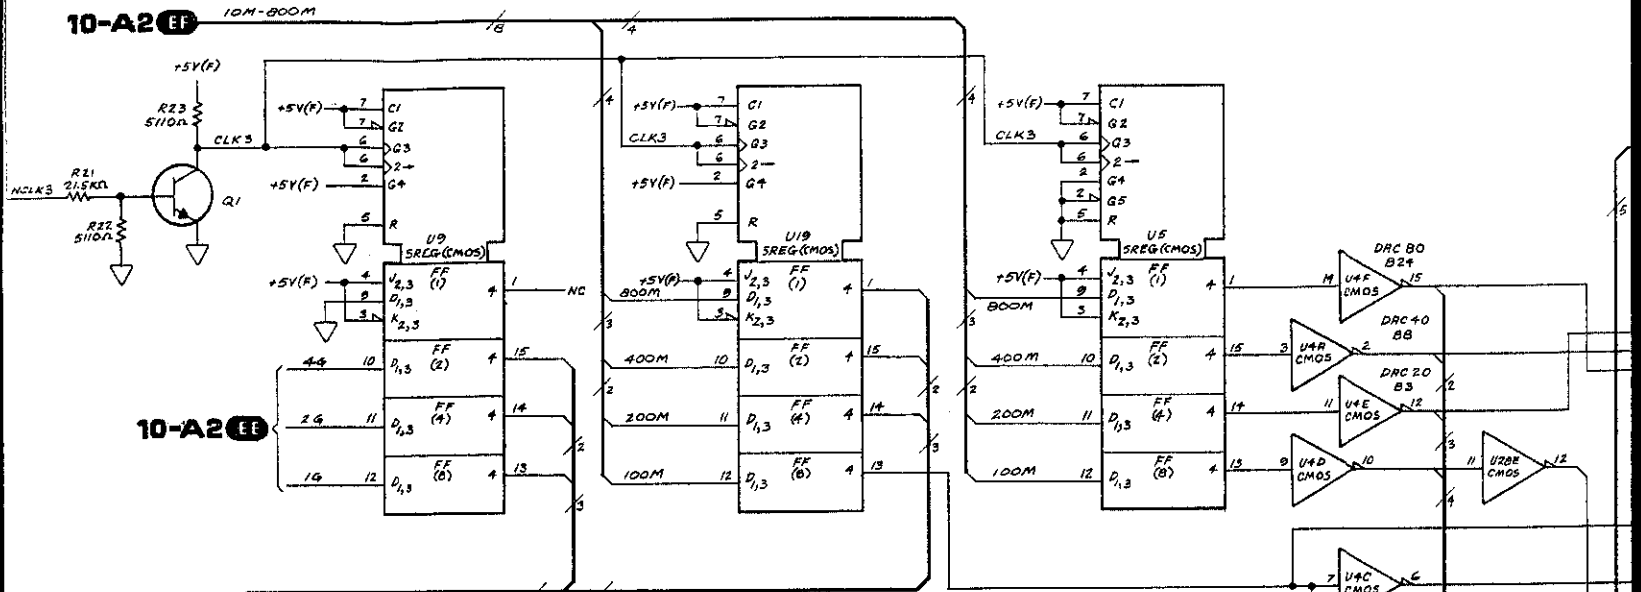 10-A2 EF
10M-800M
8
4
+5V(F)
R23
5110Ω
CLK3
R21
21.5KΩ
NCLK3
R22
5110Ω
Q1
+5V(F)
7 C1
7 G2
6 G3
6 2→
+5V(F) 2 G4
5 R
U9
SREG(CMOS)
+5V(F) 4 J2,3
9 D1,3
3 K2,3
FF
(1)
4 1 NC
4G 10 D1,3
FF
(2)
4 15
10-A2 EE
2G 11 D1,3
FF
(4)
4 14
2
1G 12 D1,3
FF
(8)
4 13
3
4
+5V(F)
7 C1
7 G2
CLK3
6 G3
6 2→
+5V(F) 2 G4
5 R
U19
SREG(CMOS)
+5V(F) 4 J2,3
800M 9 D1,3
3 K2,3
FF
(1)
4 1
3
400M 10 D1,3
FF
(2)
4 15
2
2
200M 11 D1,3
FF
(4)
4 14
3
100M 12 D1,3
FF
(8)
4 13
4
+5V(F)
7 C1
7 G2
CLK3
6 G3
6 2→
2 G4
2 G5
5 R
U5
SREG(CMOS)
+5V(F) 4 J2,3
9 D1,3
800M
3 K2,3
FF
(1)
4 1
3
400M 10 D1,3
FF
(2)
4 15
2
200M 11 D1,3
FF
(4)
4 14
100M 12 D1,3
FF
(8)
4 13
DAC 80
824
14 U4F 15
CMOS
DAC 40
88
3 U4A 2
CMOS
2
DAC 20
83
11 U4E 12
CMOS
3
9 U4D 10
CMOS
4
11 U28E 12
CMOS
7 U4C 6
CMOS
5